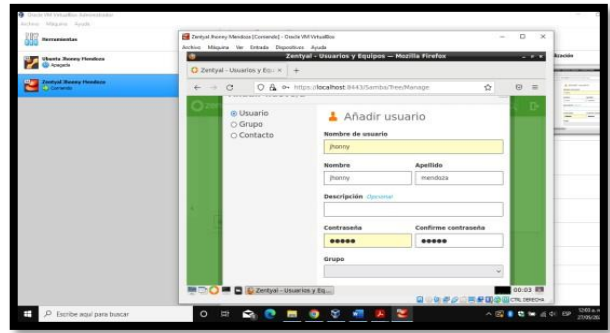 Oracle VM VirtualBox Administrador
Archivo Máquina Ayuda
Herramientas
Ubuntu Jhonny Mendoza
Apagada
Zentyal Jhonny Mendoza
Corriendo
Zentyal Jhonny Mendoza [Corriendo] - Oracle VM VirtualBox
Archivo Máquina Ver Entrada Dispositivos Ayuda
Zentyal - Usuarios y Equipos — Mozilla Firefox
Zentyal - Usuarios y Equ
https://localhost:8443/Samba/Tree/Manage
Usuario
Grupo
Contacto
Añadir usuario
Nombre de usuario
jhonny
Nombre
Apellido
jhonny
mendoza
Descripción Opcional
Contraseña
Confirme contraseña
●●●●●
●●●●●
Grupo
Zentyal - Usuarios y Eq...
00:03
CTRL DERECHA
Escribe aquí para buscar
ESP